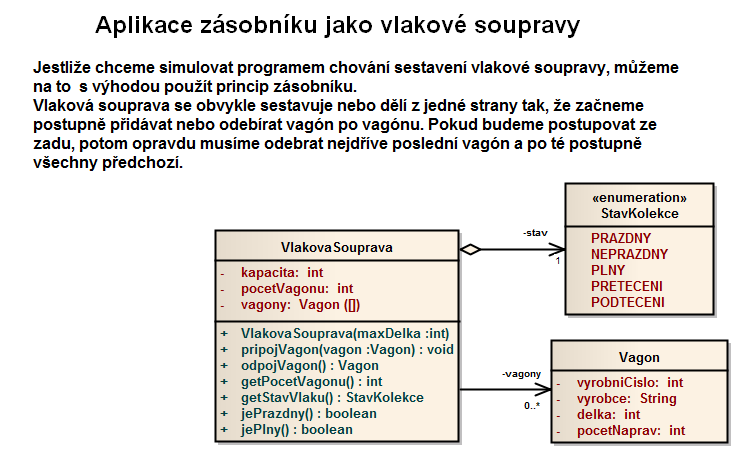 Aplikace zásobníku jako vlakové soupravy
Jestliže chceme simulovat programem chování sestavení vlakové soupravy, můžeme
na to s výhodou použít princip zásobníku.
Vlaková souprava se obvykle sestavuje nebo dělí z jedné strany tak, že začneme
postupně přidávat nebo odebírat vagón po vagónu. Pokud budeme postupovat ze
zadu, potom opravdu musíme odebrat nejdříve poslední vagón a po té postupně
všechny předchozí.
«enumeration»
StavKolekce
PRAZDNY
NEPRAZDNY
PLNY
PRETECENI
PODTECENI
-stav
1
VlakovaSouprava
- kapacita: int
- pocetVagonu: int
- vagony: Vagon ([])
+ VlakovaSouprava(maxDelka :int)
+ pripojVagon(vagon :Vagon) : void
+ odpojVagon() : Vagon
+ getPocetVagonu() : int
+ getStavVlaku() : StavKolekce
+ jePrazdny() : boolean
+ jePlny() : boolean
-vagony
0..*
Vagon
- vyrobniCislo: int
- vyrobce: String
- delka: int
- pocetNaprav: int